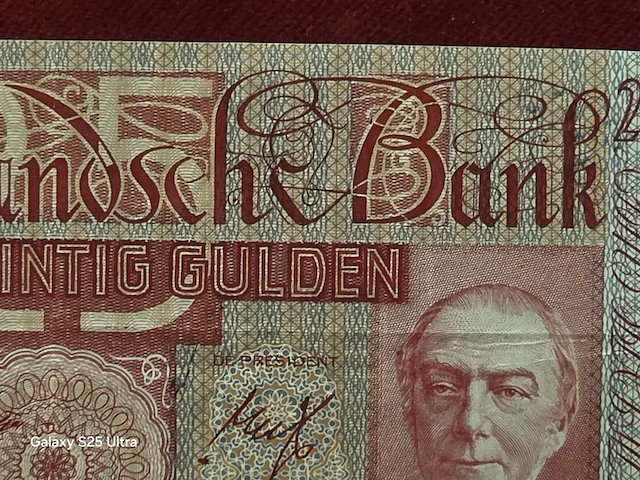 andsche Bank
INTIG GULDEN
DE PRESIDENT
Galaxy S25 Ultra